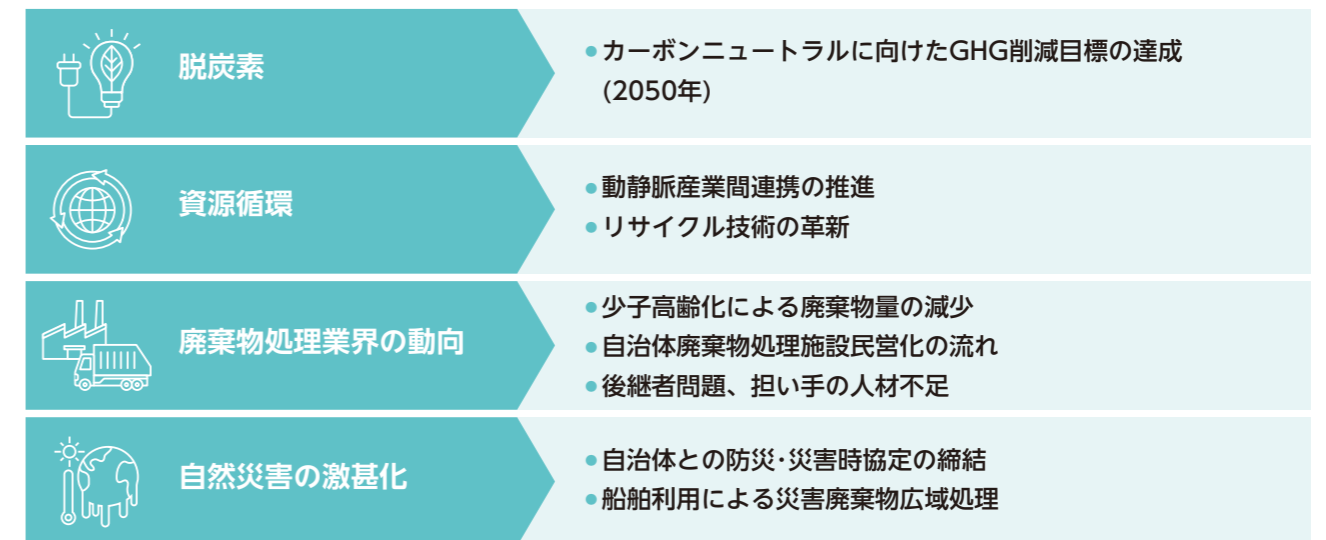 脱炭素
●カーボンニュートラルに向けたGHG削減目標の達成
(2050年)
資源循環
●動静脈産業間連携の推進
●リサイクル技術の革新
廃棄物処理業界の動向
●少子高齢化による廃棄物量の減少
●自治体廃棄物処理施設民営化の流れ
●後継者問題、担い手の人材不足
自然災害の激甚化
●自治体との防災･災害時協定の締結
●船舶利用による災害廃棄物広域処理